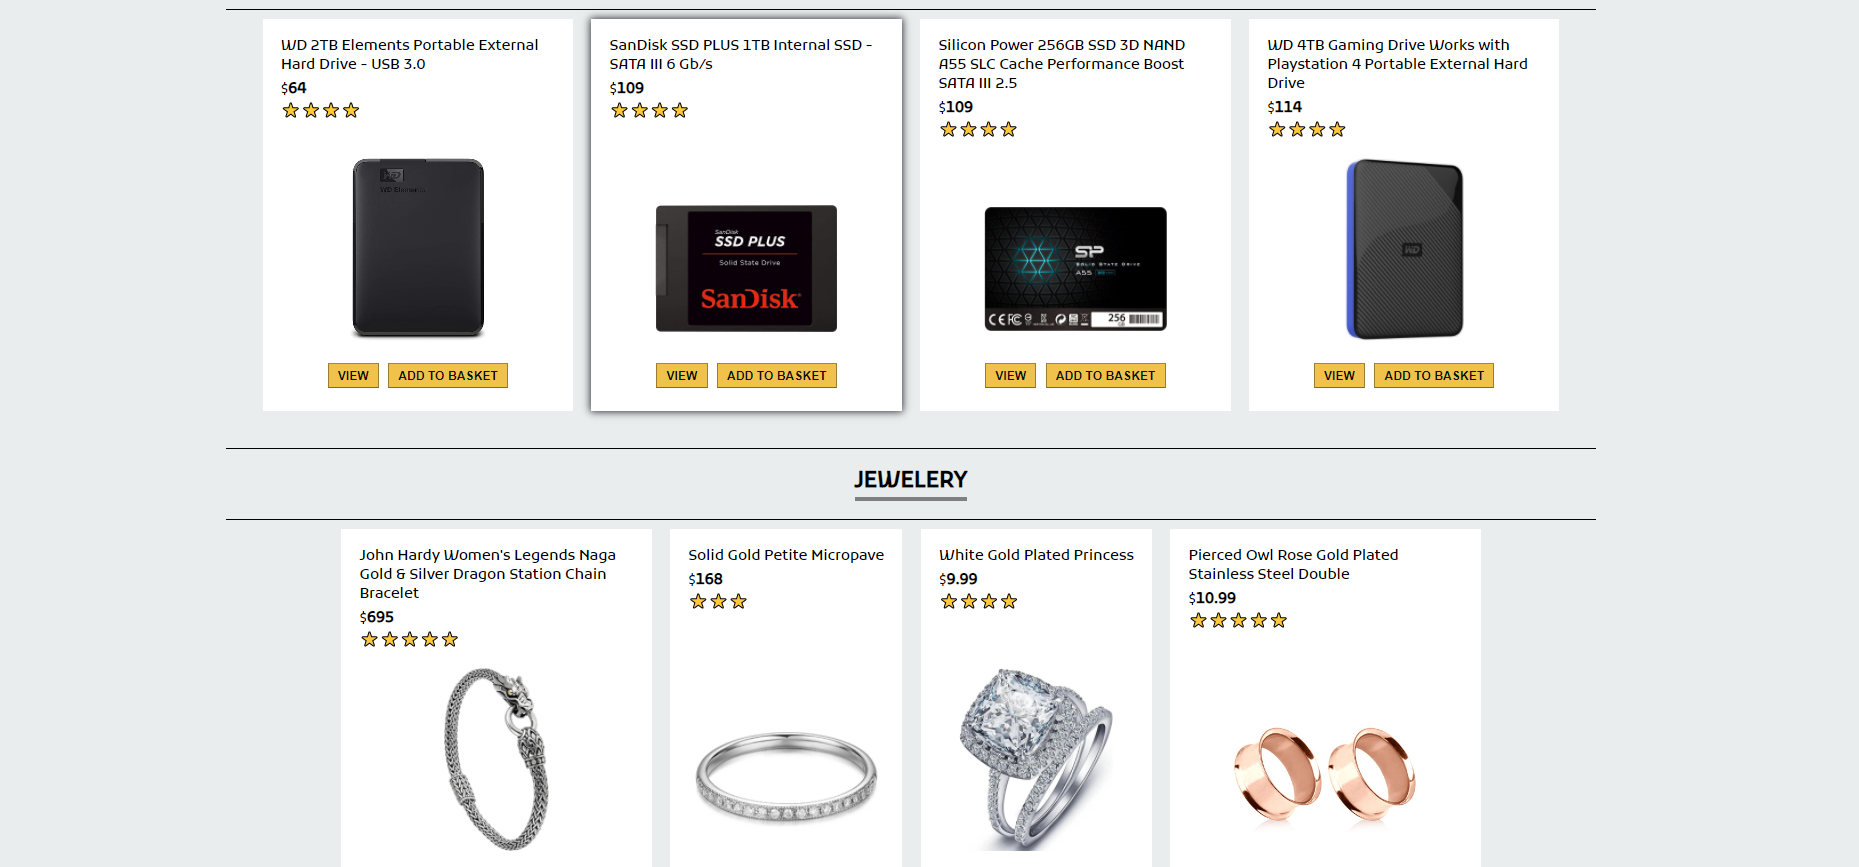 WD 2TB Elements Portable External
Hard Drive - USB 3.0
$64
WD
WD Elements
VIEW
ADD TO BASKET
SanDisk SSD PLUS 1TB Internal SSD -
SATA III 6 Gb/s
$109
SanDisk
SSD PLUS
Solid State Drive
SanDisk
VIEW
ADD TO BASKET
Silicon Power 256GB SSD 3D NAND
A55 SLC Cache Performance Boost
SATA III 2.5
$109
SP
SOLID STATE DRIVE
A55
CE FC
256
VIEW
ADD TO BASKET
WD 4TB Gaming Drive Works with
Playstation 4 Portable External Hard
Drive
$114
WD
VIEW
ADD TO BASKET
JEWELERY
John Hardy Women's Legends Naga
Gold & Silver Dragon Station Chain
Bracelet
$695
Solid Gold Petite Micropave
$168
White Gold Plated Princess
$9.99
Pierced Owl Rose Gold Plated
Stainless Steel Double
$10.99